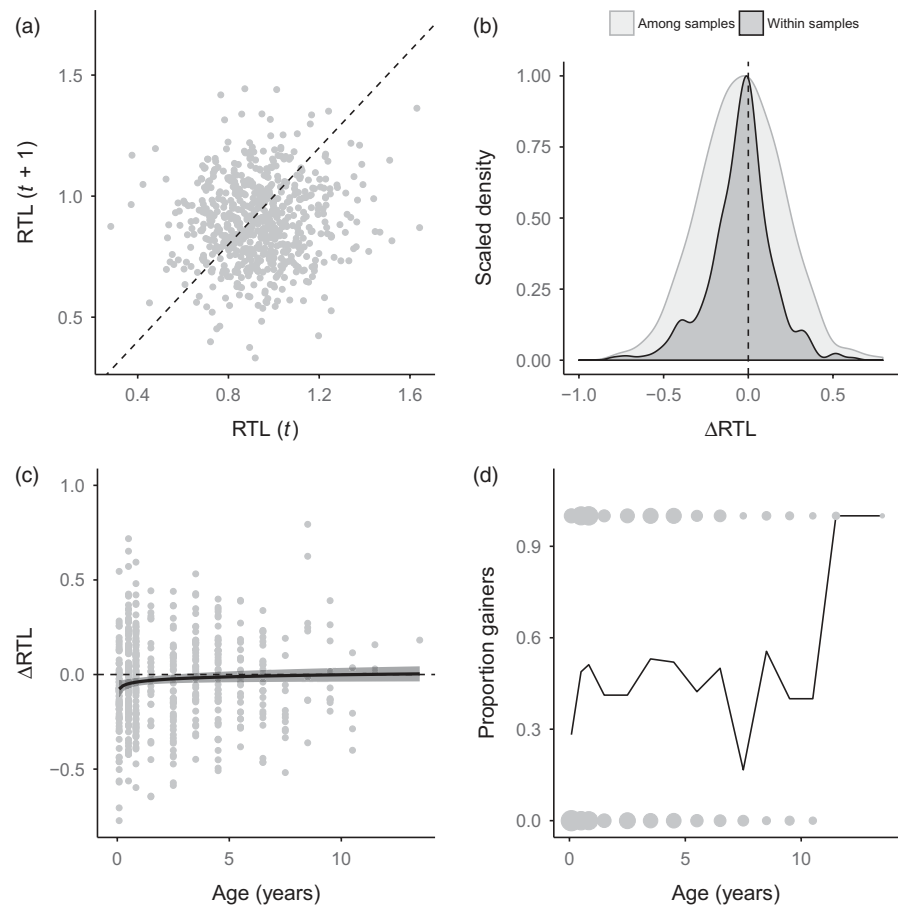 (a)
RTL (t + 1)
1.5
1.0
0.5
0.4 0.8 1.2 1.6
RTL (t)
(b)
Among samples Within samples
Scaled density
1.00
0.75
0.50
0.25
0.00
−1.0 −0.5 0.0 0.5
ΔRTL
(c)
ΔRTL
1.0
0.5
0.0
−0.5
0 5 10
Age (years)
(d)
Proportion gainers
0.9
0.6
0.3
0.0
0 5 10
Age (years)